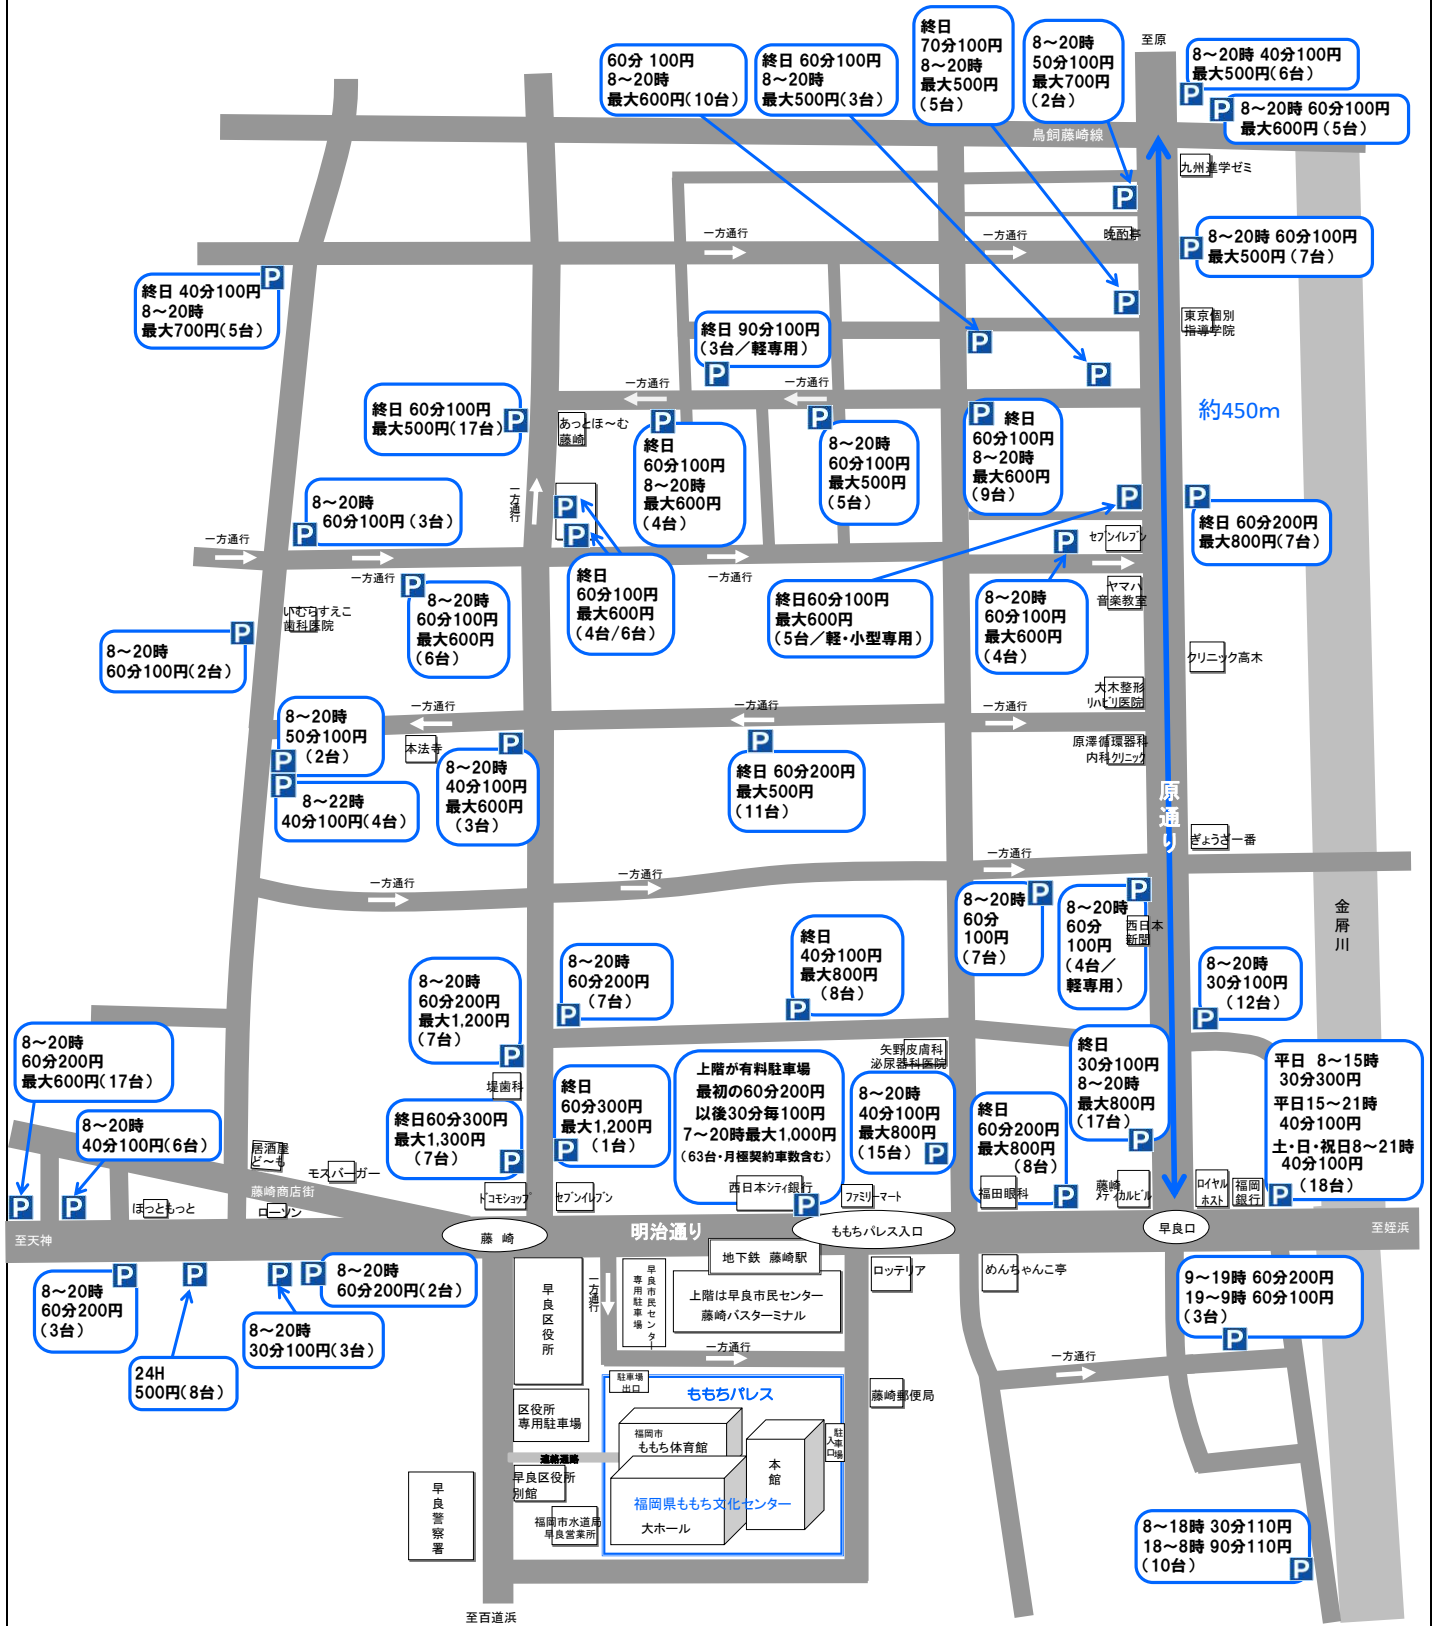 至原
60分 100円
8～20時
最大600円(10台)
終日 60分100円
8～20時
最大500円(3台)
終日
70分100円
8～20時
最大500円
(5台)
8～20時
50分100円
最大700円
(2台)
8～20時 40分100円
最大500円(6台)
8～20時 60分100円
最大600円(5台)
鳥飼藤崎線
九州進学ゼミ
一方通行
一方通行
晩酌亭
8～20時 60分100円
最大500円(7台)
終日 40分100円
8～20時
最大700円(5台)
終日 90分100円
(3台／軽専用)
東京個別
指導学院
一方通行
一方通行
終日 60分100円
最大500円(17台)
あっとほ～む
藤崎
終日
60分100円
8～20時
最大600円
(4台)
8～20時
60分100円
最大500円
(5台)
終日
60分100円
8～20時
最大600円
(9台)
約450m
8～20時
60分100円(3台)
一方通行
終日 60分200円
最大800円(7台)
一方通行
一方通行
一方通行
セブンイレブン
いむらすえこ
歯科医院
8～20時
60分100円
最大600円
(6台)
終日
60分100円
最大600円
(4台/6台)
終日60分100円
最大600円
(5台／軽・小型専用)
8～20時
60分100円
最大600円
(4台)
ヤマハ
音楽教室
8～20時
60分100円(2台)
クリニック高木
大木整形
リハビリ医院
一方通行
一方通行
一方通行
8～20時
50分100円
(2台)
本法寺
8～20時
40分100円
最大600円
(3台)
終日 60分200円
最大500円
(11台)
原澤循環器科
内科クリニック
8～22時
40分100円(4台)
原通り
ぎょうざ一番
一方通行
一方通行
一方通行
8～20時
60分
100円
(7台)
8～20時
60分
100円
(4台／
軽専用)
西日本
新聞
金屑川
8～20時
60分200円
最大1,200円
(7台)
8～20時
60分200円
(7台)
終日
40分100円
最大800円
(8台)
8～20時
30分100円
(12台)
8～20時
60分200円
最大600円(17台)
矢野皮膚科
泌尿器科医院
堤歯科
終日
60分300円
最大1,200円
(1台)
上階が有料駐車場
最初の60分200円
以後30分毎100円
7～20時最大1,000円
(63台・月極契約車数含む)
8～20時
40分100円
最大800円
(15台)
終日
60分200円
最大800円
(8台)
終日
30分100円
8～20時
最大800円
(17台)
平日 8～15時
30分300円
平日15～21時
40分100円
土・日・祝日8～21時
40分100円
(18台)
8～20時
40分100円(6台)
終日60分300円
最大1,300円
(7台)
居酒屋
ど～も
モスバーガー
藤崎商店街
ほっともっと
ローソン
ドコモショップ
セブンイレブン
西日本シティ銀行
ファミリーマート
福田眼科
藤崎
メディカルビル
ロイヤル
ホスト
福岡
銀行
至天神
藤 崎
明治通り
ももちパレス入口
早良口
至姪浜
8～20時
60分200円
(3台)
24H
500円(8台)
8～20時
30分100円(3台)
8～20時
60分200円(2台)
早良区役所
一方通行
早良市民センター
専用駐車場
地下鉄 藤崎駅
上階は早良市民センター
藤崎バスターミナル
ロッテリア
めんちゃんこ亭
9～19時 60分200円
19～9時 60分100円
(3台)
一方通行
一方通行
駐車場
出口
ももちパレス
藤崎郵便局
区役所
専用駐車場
福岡市
ももち体育館
本館
駐車場
入口
連絡通路
早良区役所
別館
福岡県ももち文化センター
大ホール
早良警察署
福岡市水道局
早良営業所
8～18時 30分110円
18～8時 90分110円
(10台)
至百道浜